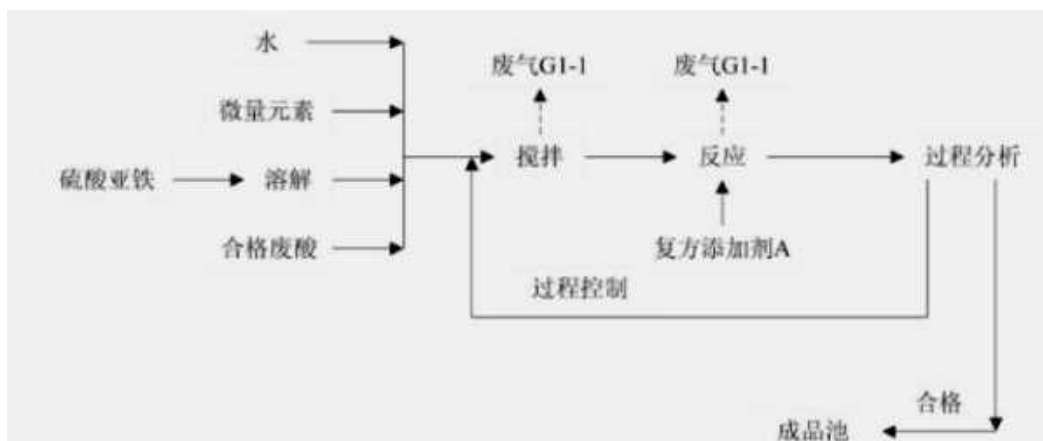 水
废气G1-1
废气G1-1
微量元素
搅拌
反应
过程分析
硫酸亚铁
溶解
合格废酸
复方添加剂A
过程控制
合格
成品池